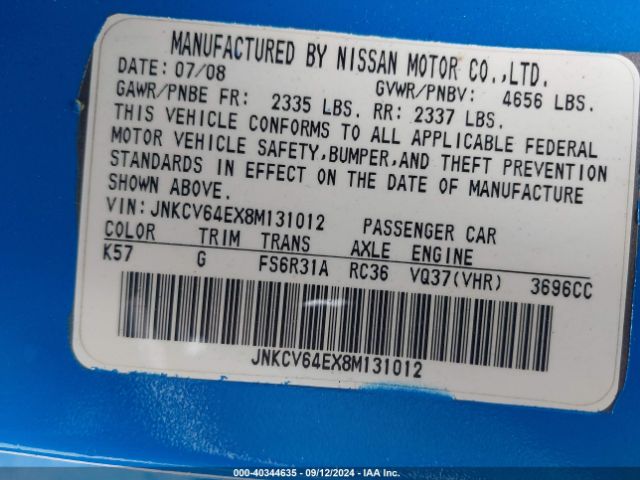 MANUFACTURED BY NISSAN MOTOR CO.,LTD.
DATE: 07/08 GVWR/PNBV: 4656 LBS.
GAWR/PNBE FR: 2335 LBS. RR: 2337 LBS.
THIS VEHICLE CONFORMS TO ALL APPLICABLE FEDERAL
MOTOR VEHICLE SAFETY,BUMPER,AND THEFT PREVENTION
STANDARDS IN EFFECT ON THE DATE OF MANUFACTURE
SHOWN ABOVE.
VIN: JNKCV64EX8M131012 PASSENGER CAR
COLOR TRIM TRANS AXLE ENGINE
K57 G FS6R31A RC36 VQ37(VHR) 3696CC
JNKCV64EX8M131012
© - 40344635 - 09/12/2024 - IAA Inc.